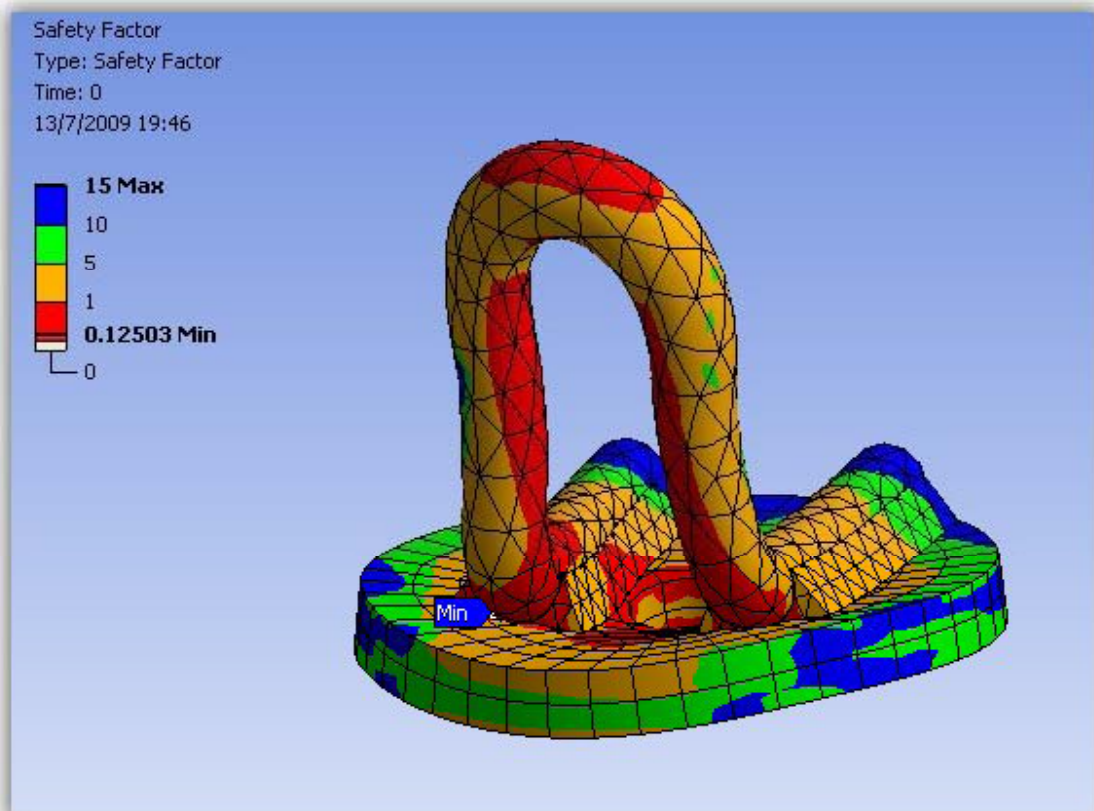 Safety Factor
Type: Safety Factor
Time: 0
13/7/2009 19:46
15 Max
10
5
1
0.12503 Min
0
Min